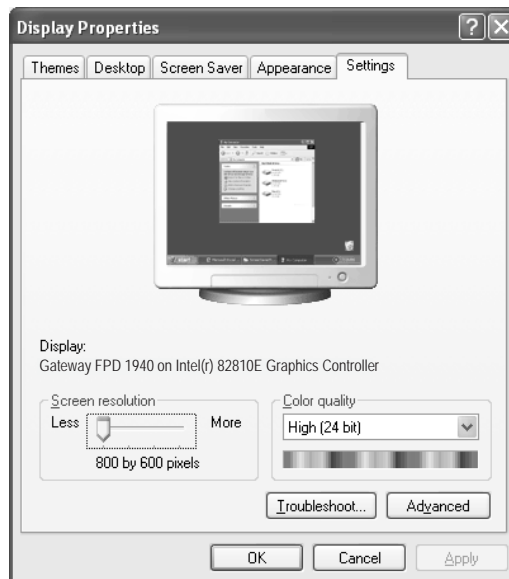 Display Properties
Themes Desktop Screen Saver Appearance Settings
Display:
Gateway FPD 1940 on Intel(r) 82810E Graphics Controller
Screen resolution
Less More
800 by 600 pixels
Color quality
High (24 bit)
Troubleshoot... Advanced
OK Cancel Apply